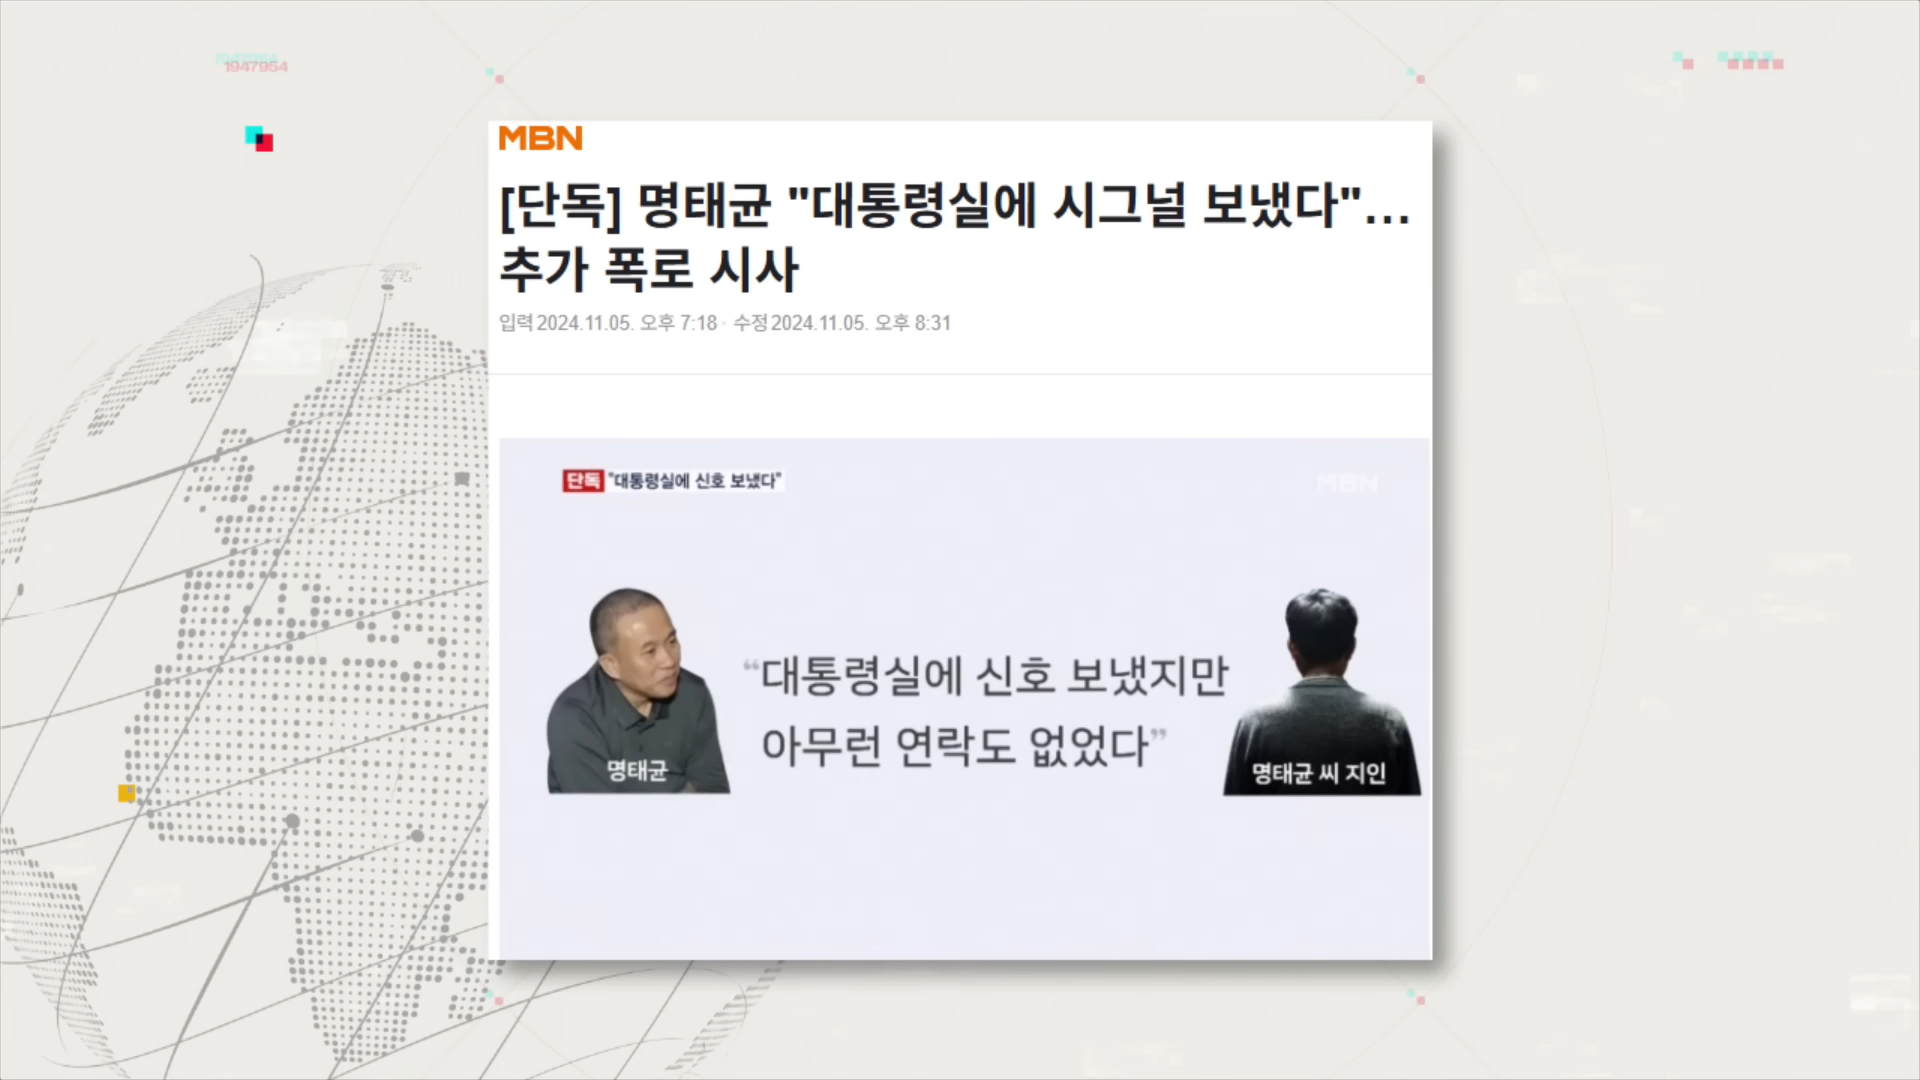 1947954
MBN
[단독] 명태균 "대통령실에 시그널 보냈다"...
추가 폭로 시사
입력 2024.11.05. 오후 7:18 · 수정 2024.11.05. 오후 8:31
단독 "대통령실에 신호 보냈다"
MBN
“대통령실에 신호 보냈지만
아무런 연락도 없었다”
명태균
명태균 씨 지인